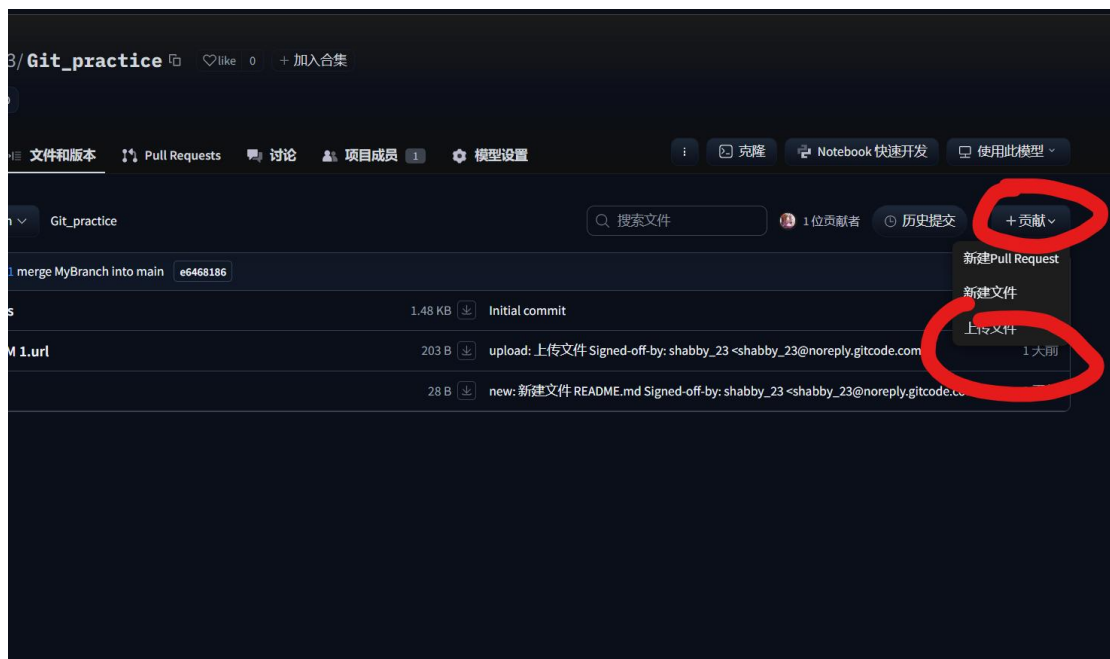 3/Git_practice like 0 + 加入合集
文件和版本 Pull Requests 讨论 项目成员 1 模型设置 克隆 Notebook 快速开发 使用此模型
Git_practice 搜索文件 1 位贡献者 历史提交 + 贡献
新建Pull Request
1 merge MyBranch into main e6468186
新建文件
s 1.48 KB Initial commit
上传文件
M 1.url 203 B upload: 上传文件 Signed-off-by: shabby_23 <shabby_23@noreply.gitcode.com 1 天前
28 B new: 新建文件 README.md Signed-off-by: shabby_23 <shabby_23@noreply.gitcode.co